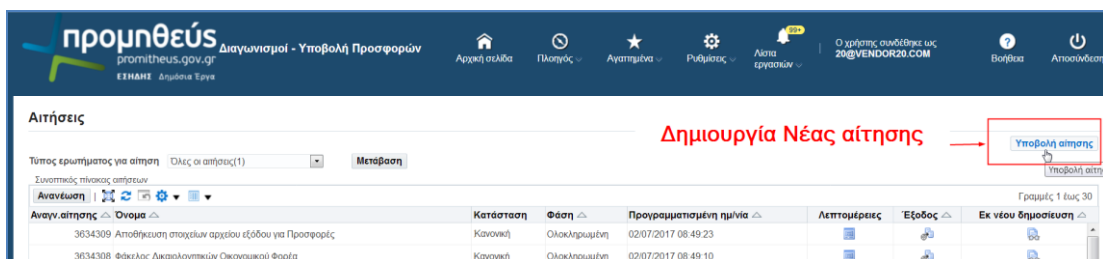 προμηθεύς
promitheus.gov.gr
ΕΣΗΔΗΣ Δημόσια Έργα
Διαγωνισμοί - Υποβολή Προσφορών
Αρχική σελίδα
Πλοηγός
Αγαπημένα
Ρυθμίσεις
99+
Λίστα
εργασιών
Ο χρήστης συνδέθηκε ως
20@VENDOR20.COM
Βοήθεια
Αποσύνδεση
Αιτήσεις
Δημιουργία Νέας αίτησης
Υποβολή αίτησης
Τύπος ερωτήματος για αίτηση Όλες οι αιτήσεις(1) Μετάβαση
Συνοπτικός πίνακας αιτήσεων
Ανανέωση
Γραμμές 1 έως 30
Αναγν.αίτησης Όνομα Κατάσταση Φάση Προγραμματισμένη ημ/νία Λεπτομέρειες Έξοδος Εκ νέου δημοσίευση
3634309 Αποθήκευση στοιχείων αρχείου εξόδου για Προσφορές Κανονική Ολοκληρωμένη 02/07/2017 08:49:23
3634308 Φάκελος Δικαιολογητικών Οικονομικού Φορέα Κανονική Ολοκληρωμένη 02/07/2017 08:49:10